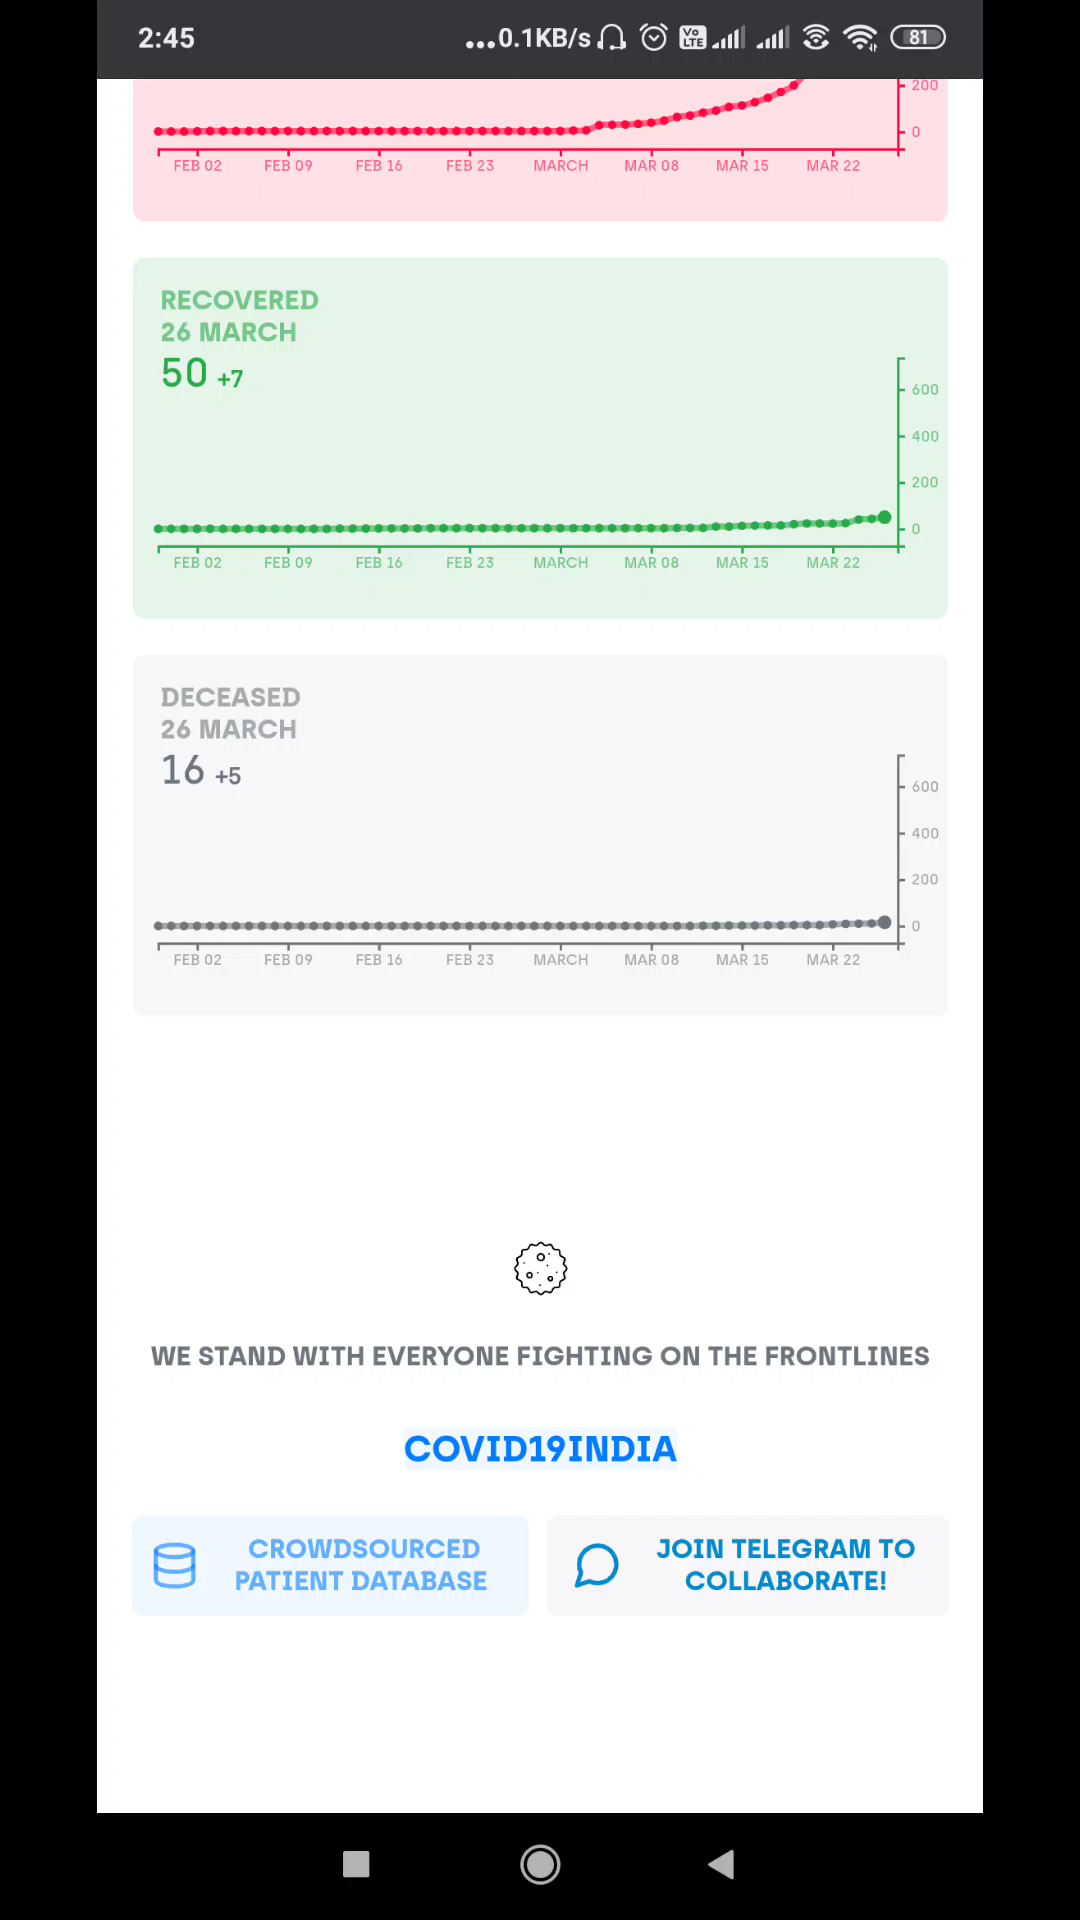 2:45 ...0.1KB/s Vo LTE 81
200
0
FEB 02 FEB 09 FEB 16 FEB 23 MARCH MAR 08 MAR 15 MAR 22
RECOVERED
26 MARCH
50 +7
600
400
200
0
FEB 02 FEB 09 FEB 16 FEB 23 MARCH MAR 08 MAR 15 MAR 22
DECEASED
26 MARCH
16 +5
600
400
200
0
FEB 02 FEB 09 FEB 16 FEB 23 MARCH MAR 08 MAR 15 MAR 22
WE STAND WITH EVERYONE FIGHTING ON THE FRONTLINES
COVID19INDIA
CROWDSOURCED
PATIENT DATABASE
JOIN TELEGRAM TO
COLLABORATE!